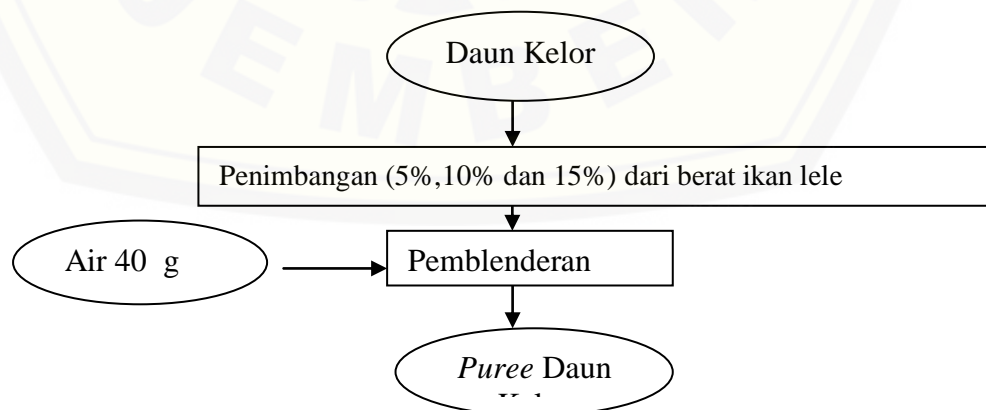 Daun Kelor
Penimbangan (5%,10% dan 15%) dari berat ikan lele
Air 40 g
Pemblenderan
Puree Daun